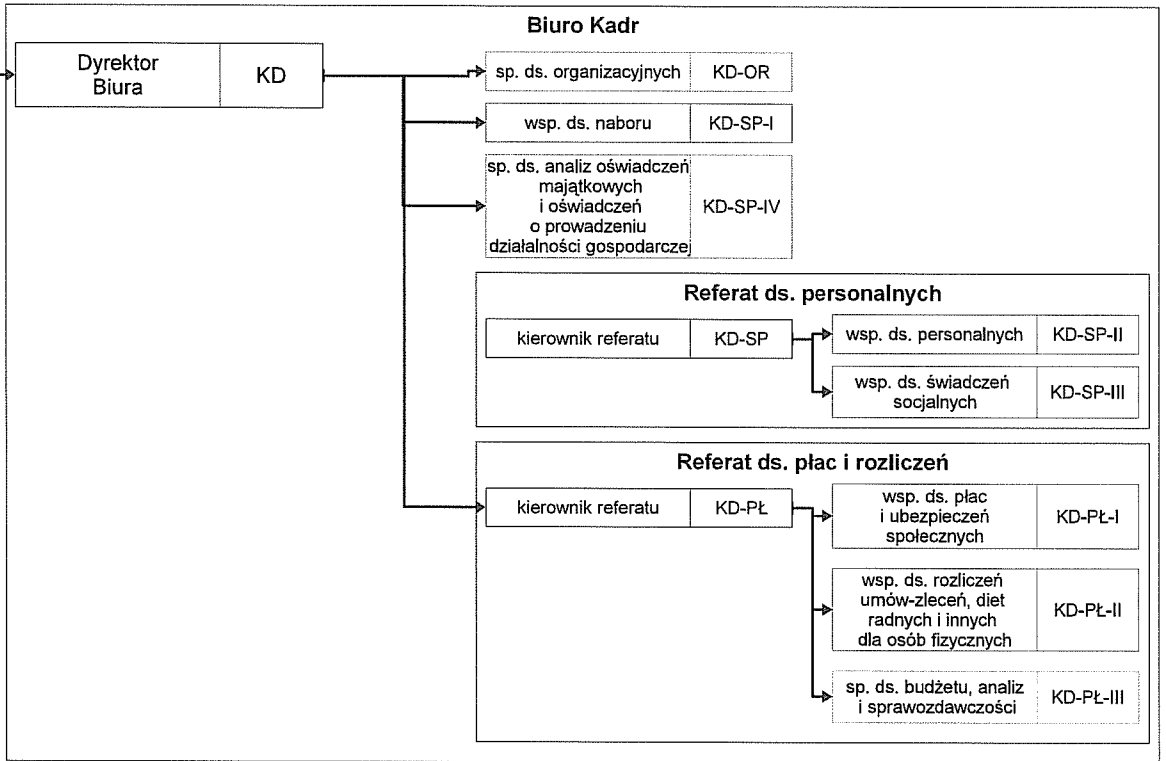 Biuro Kadr
Dyrektor
Biura
KD
sp. ds. organizacyjnych
KD-OR
wsp. ds. naboru
KD-SP-I
sp. ds. analiz oświadczeń
majątkowych
i oświadczeń
o prowadzeniu
działalności gospodarczej
KD-SP-IV
Referat ds. personalnych
kierownik referatu
KD-SP
wsp. ds. personalnych
KD-SP-II
wsp. ds. świadczeń
socjalnych
KD-SP-III
Referat ds. płac i rozliczeń
kierownik referatu
KD-PŁ
wsp. ds. płac
i ubezpieczeń
społecznych
KD-PŁ-I
wsp. ds. rozliczeń
umów-zleceń, diet
radnych i innych
dla osób fizycznych
KD-PŁ-II
sp. ds. budżetu, analiz
i sprawozdawczości
KD-PŁ-III